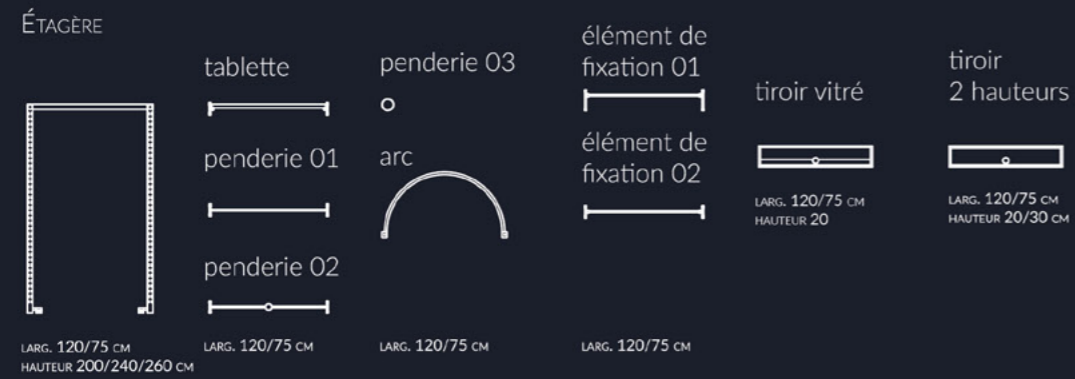 ÉTAGÈRE
LARG. 120/75 CM
HAUTEUR 200/240/260 CM
tablette
penderie 01
penderie 02
LARG. 120/75 CM
penderie 03
arc
LARG. 120/75 CM
élément de
fixation 01
élément de
fixation 02
LARG. 120/75 CM
tiroir vitré
LARG. 120/75 CM
HAUTEUR 20
tiroir
2 hauteurs
LARG. 120/75 CM
HAUTEUR 20/30 CM